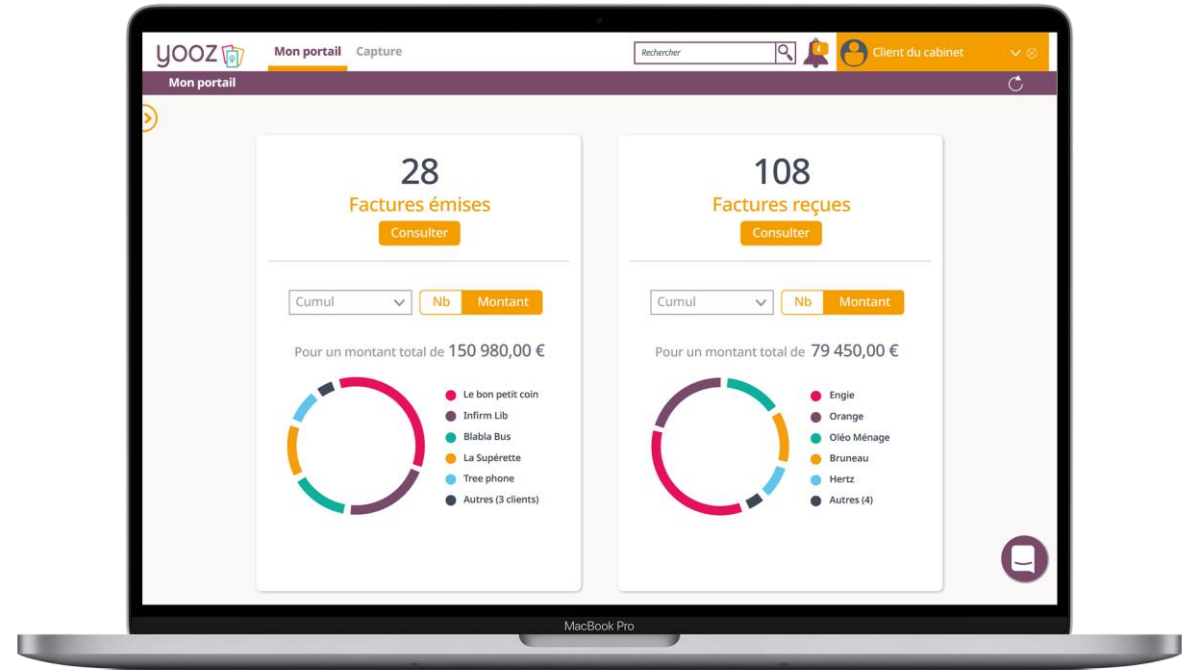 yooz
Mon portail
Capture
Rechercher
4
Client du cabinet
Mon portail
28
Factures émises
Consulter
Cumul
Nb
Montant
Pour un montant total de 150 980,00 €
Le bon petit coin
Infirm Lib
Blabla Bus
La Supérette
Tree phone
Autres (3 clients)
108
Factures reçues
Consulter
Cumul
Nb
Montant
Pour un montant total de 79 450,00 €
Engie
Orange
Oléo Ménage
Bruneau
Hertz
Autres (4)
MacBook Pro